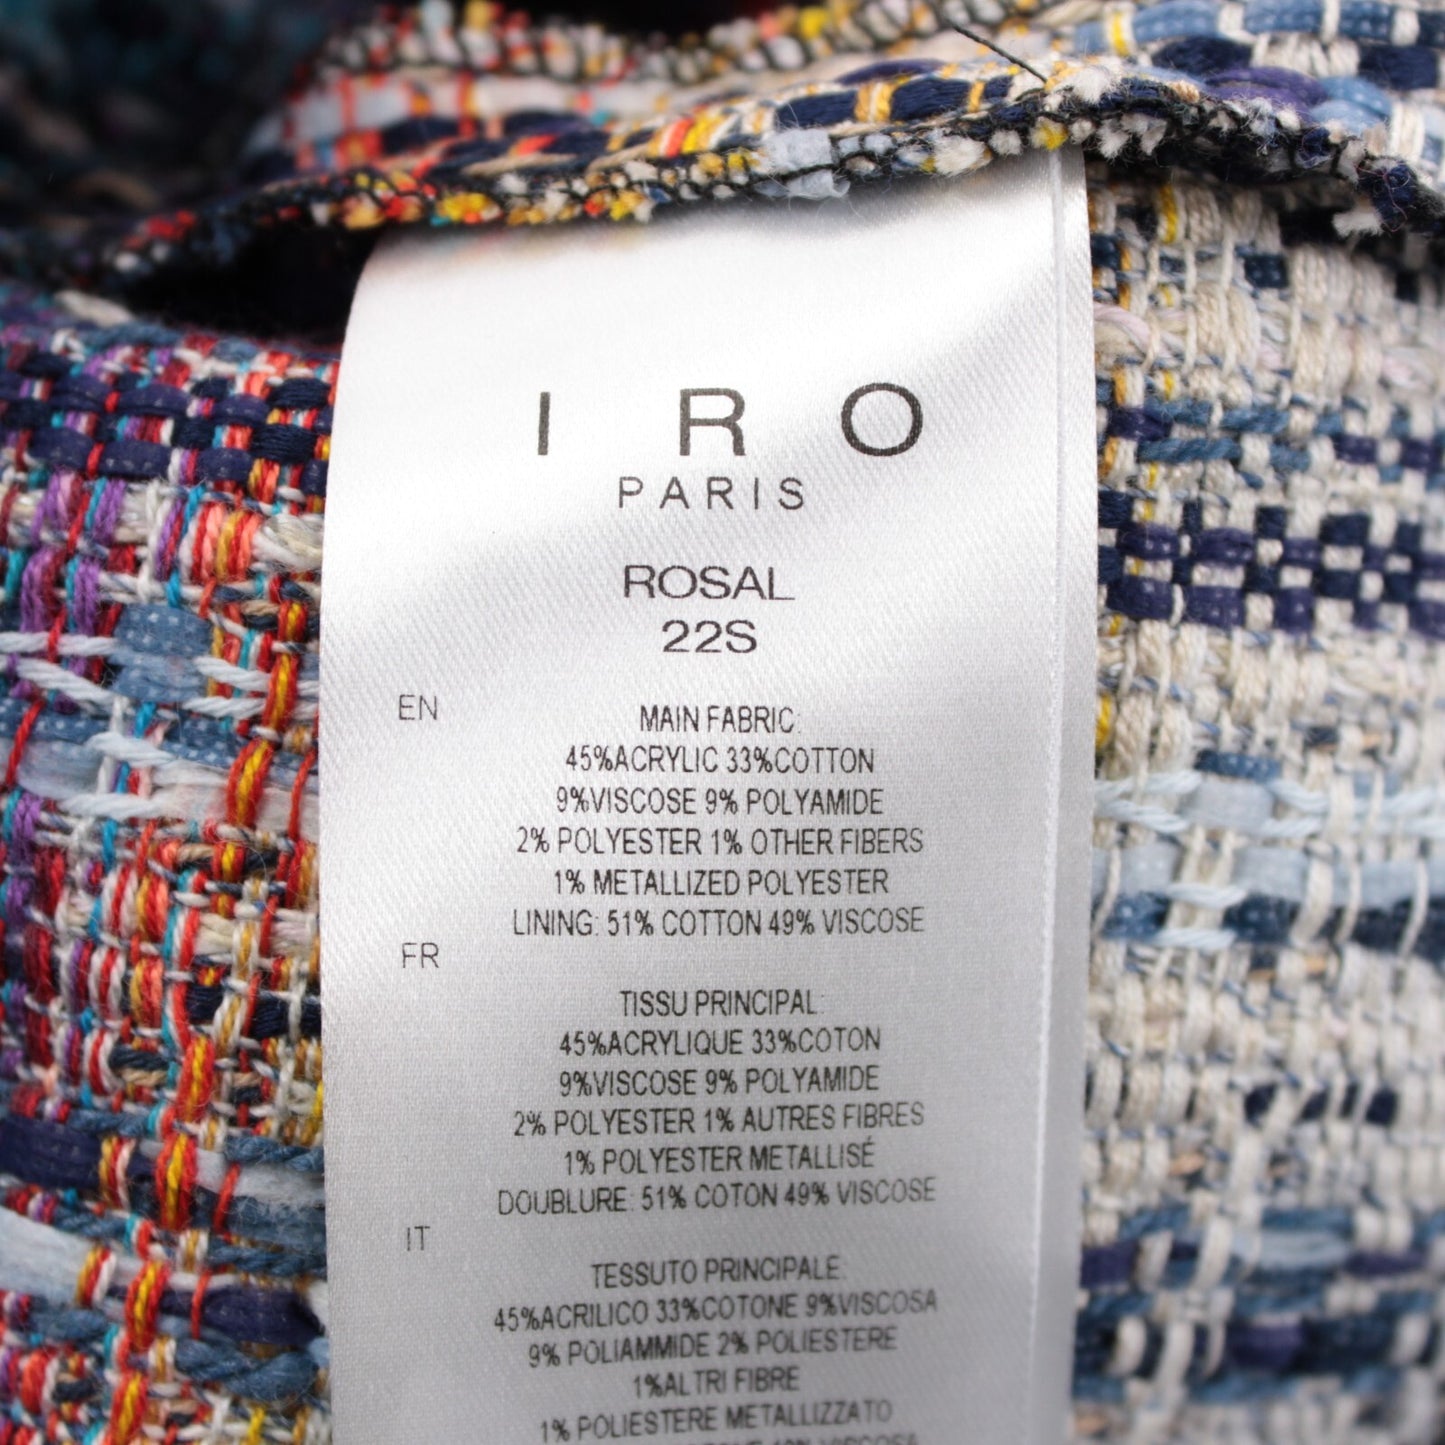 IRO
PARIS
ROSAL
22S
EN
MAIN FABRIC:
45%ACRYLIC 33%COTTON
9%VISCOSE 9% POLYAMIDE
2% POLYESTER 1% OTHER FIBERS
1% METALLIZED POLYESTER
LINING: 51% COTTON 49% VISCOSE
FR
TISSU PRINCIPAL:
45%ACRYLIQUE 33%COTON
9%VISCOSE 9% POLYAMIDE
2% POLYESTER 1% AUTRES FIBRES
1% POLYESTER METALLISÉ
DOUBLURE: 51% COTON 49% VISCOSE
IT
TESSUTO PRINCIPALE:
45%ACRILICO 33%COTONE 9%VISCOSA
9% POLIAMMIDE 2% POLIESTERE
1%ALTRI FIBRE
1% POLIESTERE METALLIZZATO